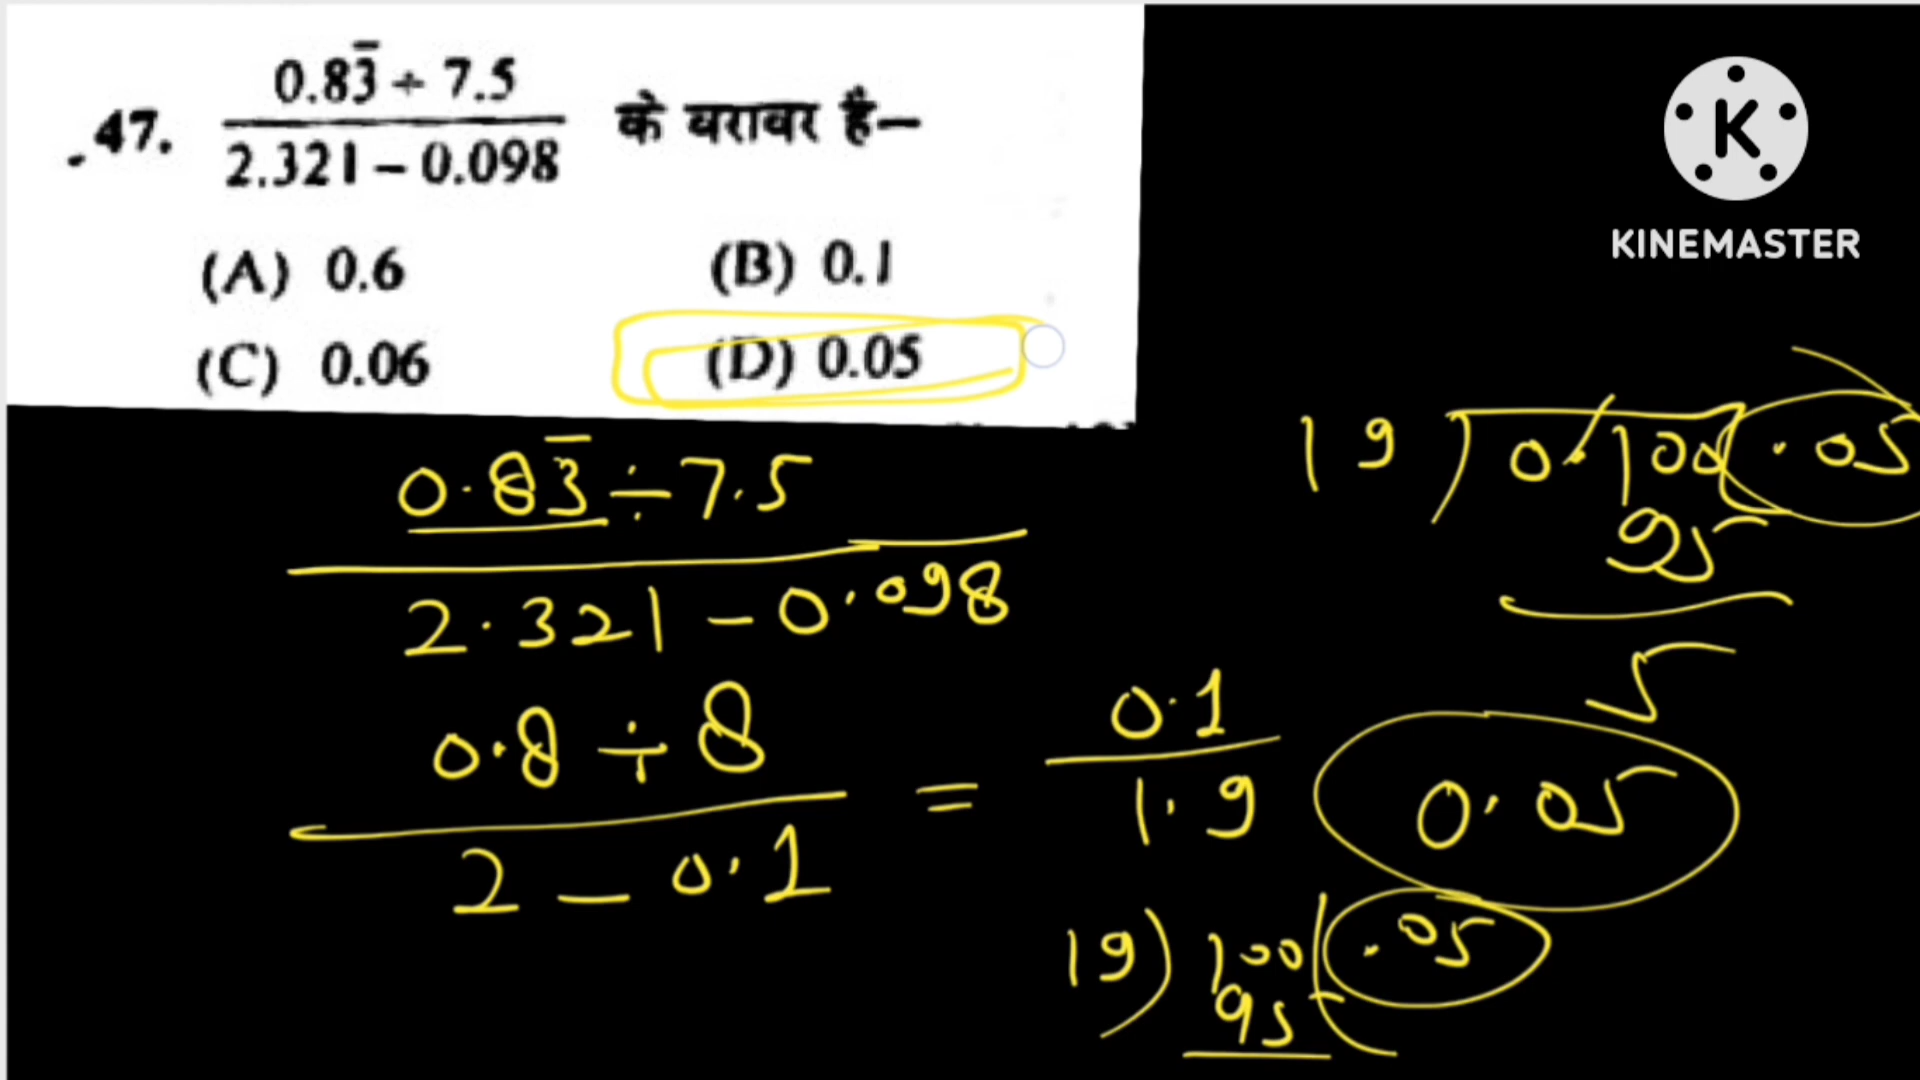 47. 0.83̅ ÷ 7.5
2.321 – 0.098
के बराबर है–
(A) 0.6 (B) 0.1
(C) 0.06 (D) 0.05
K
KINEMASTER
0.83̅ ÷ 7.5
2.321 – 0.098
0.8 ÷ 8
2 – 0.1
=
0.1
1.9
0.05
19) 0.100 (.05
95
5
19) 100 (.05
95